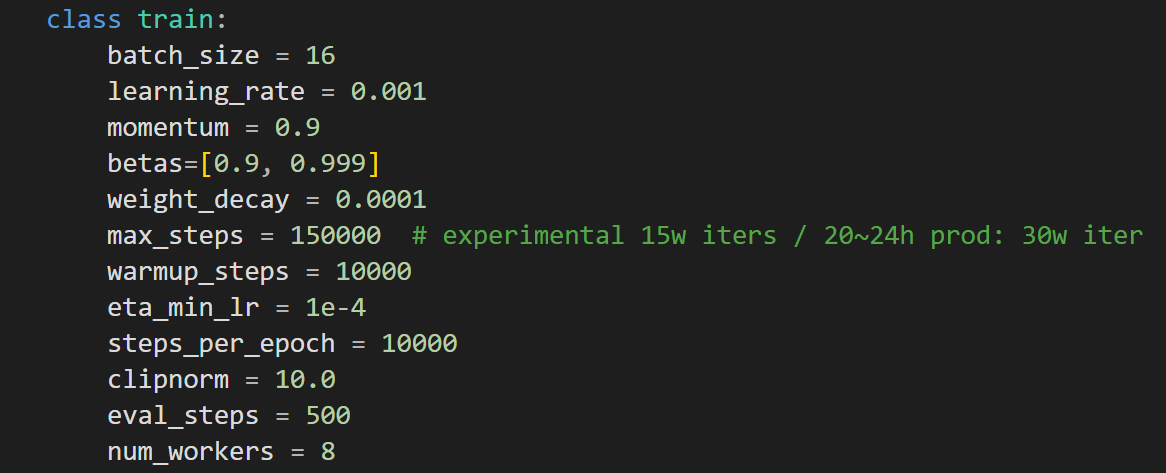 class train:
    batch_size = 16
    learning_rate = 0.001
    momentum = 0.9
    betas=[0.9, 0.999]
    weight_decay = 0.0001
    max_steps = 150000  # experimental 15w iters / 20~24h prod: 30w iter
    warmup_steps = 10000
    eta_min_lr = 1e-4
    steps_per_epoch = 10000
    clipnorm = 10.0
    eval_steps = 500
    num_workers = 8